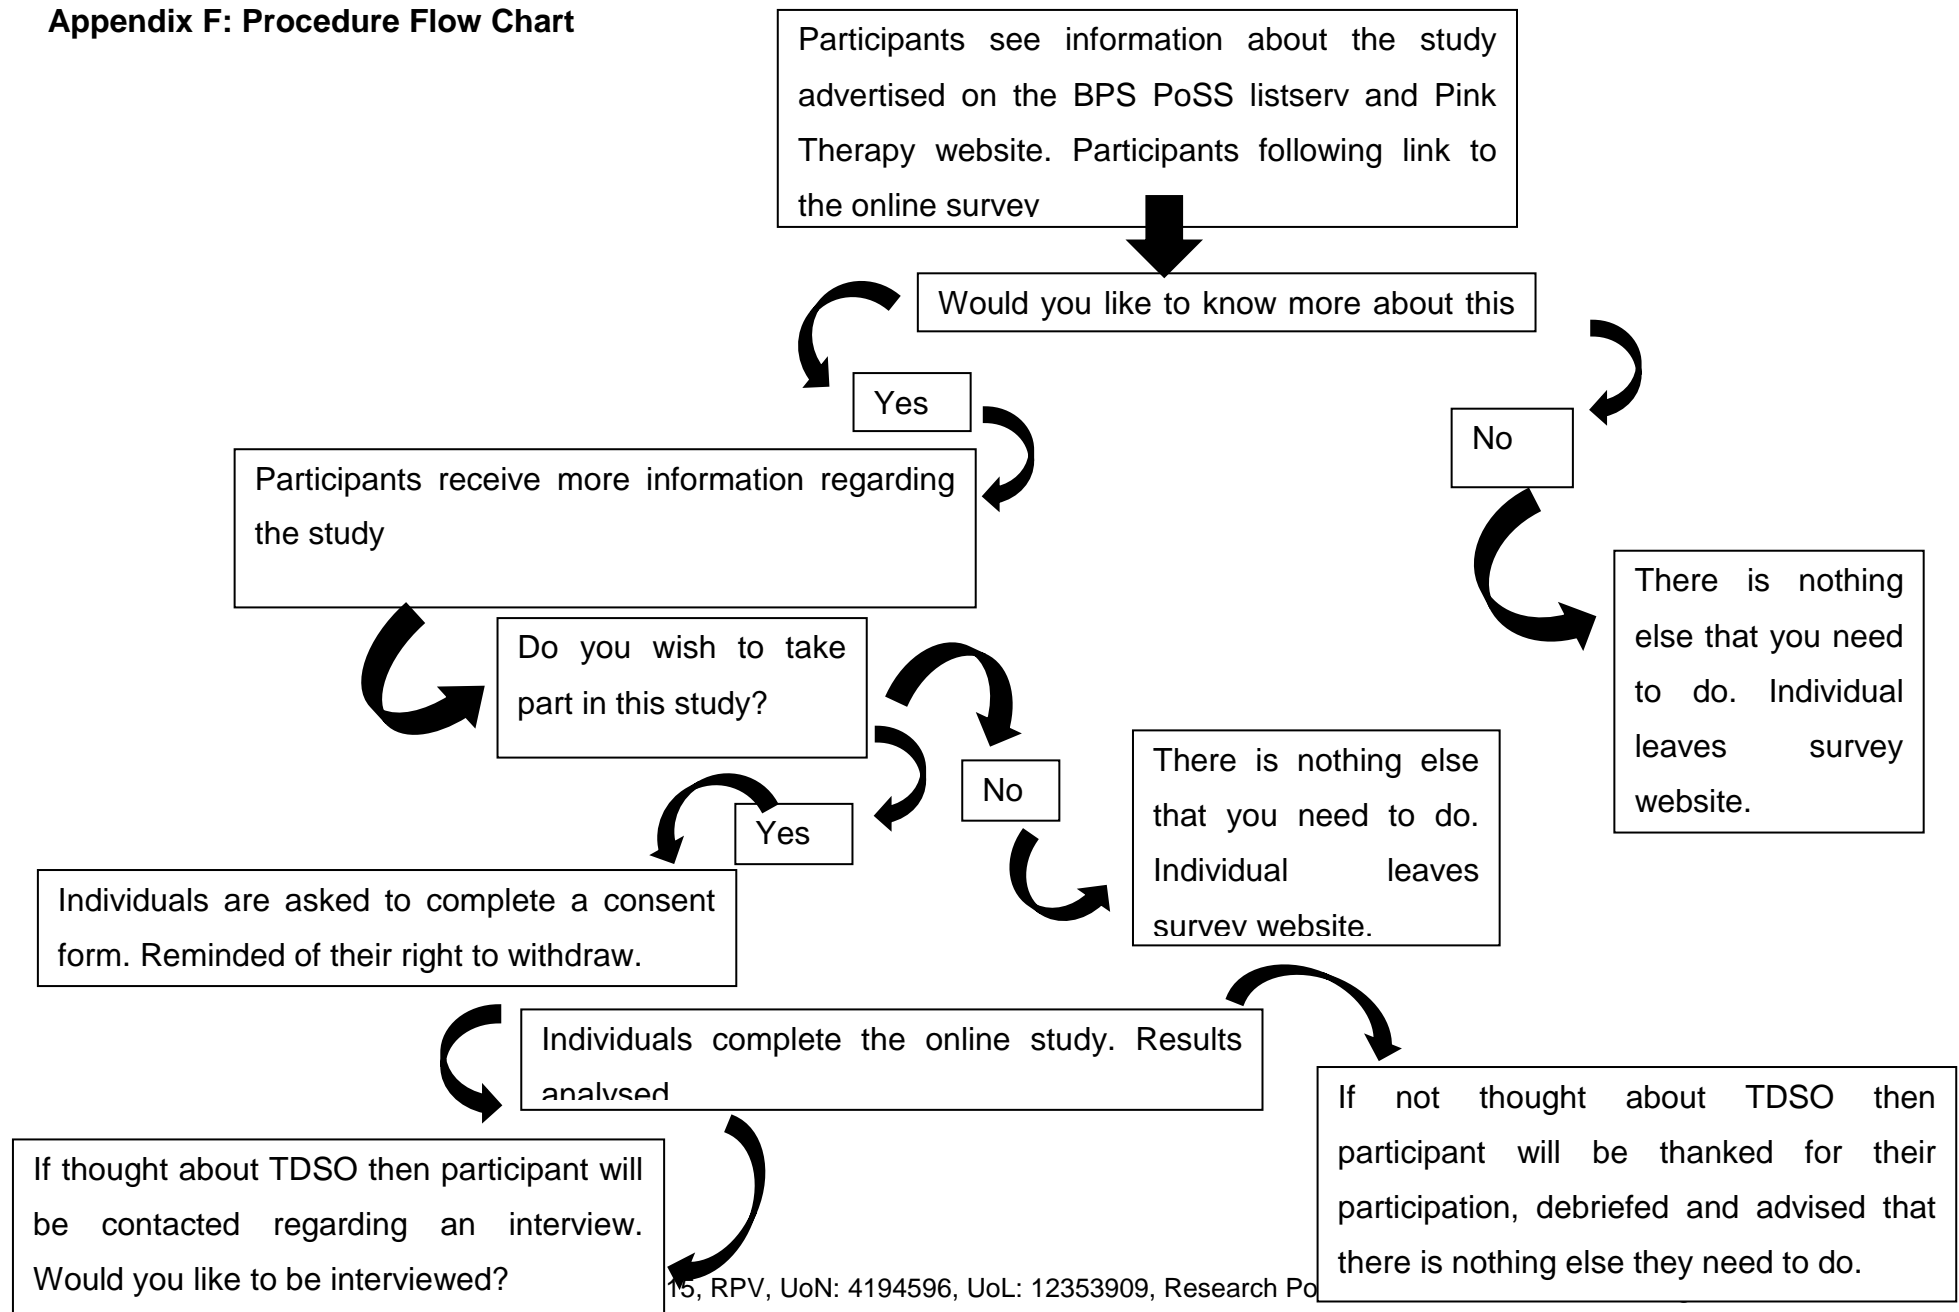 Appendix F: Procedure Flow Chart
Participants see information about the study
advertised on the BPS PoSS listserv and Pink
Therapy website. Participants following link to
the online survey
Would you like to know more about this
Yes
No
Participants receive more information regarding
the study
There is nothing
else that you need
to do. Individual
leaves survey
website.
Do you wish to take
part in this study?
No
Yes
There is nothing else
that you need to do.
Individual leaves
survey website.
Individuals are asked to complete a consent
form. Reminded of their right to withdraw.
Individuals complete the online study. Results
analysed
If thought about TDSO then participant will
be contacted regarding an interview.
Would you like to be interviewed?
If not thought about TDSO then
participant will be thanked for their
participation, debriefed and advised that
there is nothing else they need to do.
15, RPV, UoN: 4194596, UoL: 12353909, Research Po